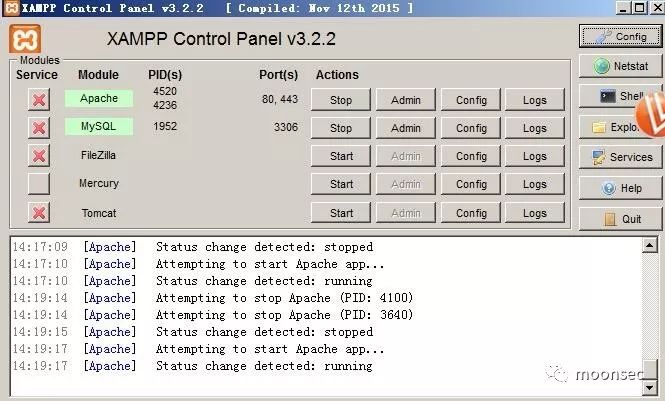 XAMPP Control Panel v3.2.2 [ Compiled: Nov 12th 2015 ]
XAMPP Control Panel v3.2.2
Config
Modules
Service Module PID(s) Port(s) Actions
Netstat
Apache 4520 4236 80, 443 Stop Admin Config Logs
Shell
MySQL 1952 3306 Stop Admin Config Logs
FileZilla Start Admin Config Logs
Services
Mercury Start Admin Config Logs
Help
Tomcat Start Admin Config Logs
Quit
14:17:09 [Apache] Status change detected: stopped
14:17:10 [Apache] Attempting to start Apache app...
14:17:10 [Apache] Status change detected: running
14:19:14 [Apache] Attempting to stop Apache (PID: 4100)
14:19:14 [Apache] Attempting to stop Apache (PID: 3640)
14:19:15 [Apache] Status change detected: stopped
14:19:17 [Apache] Attempting to start Apache app...
14:19:17 [Apache] Status change detected: running
moonsec